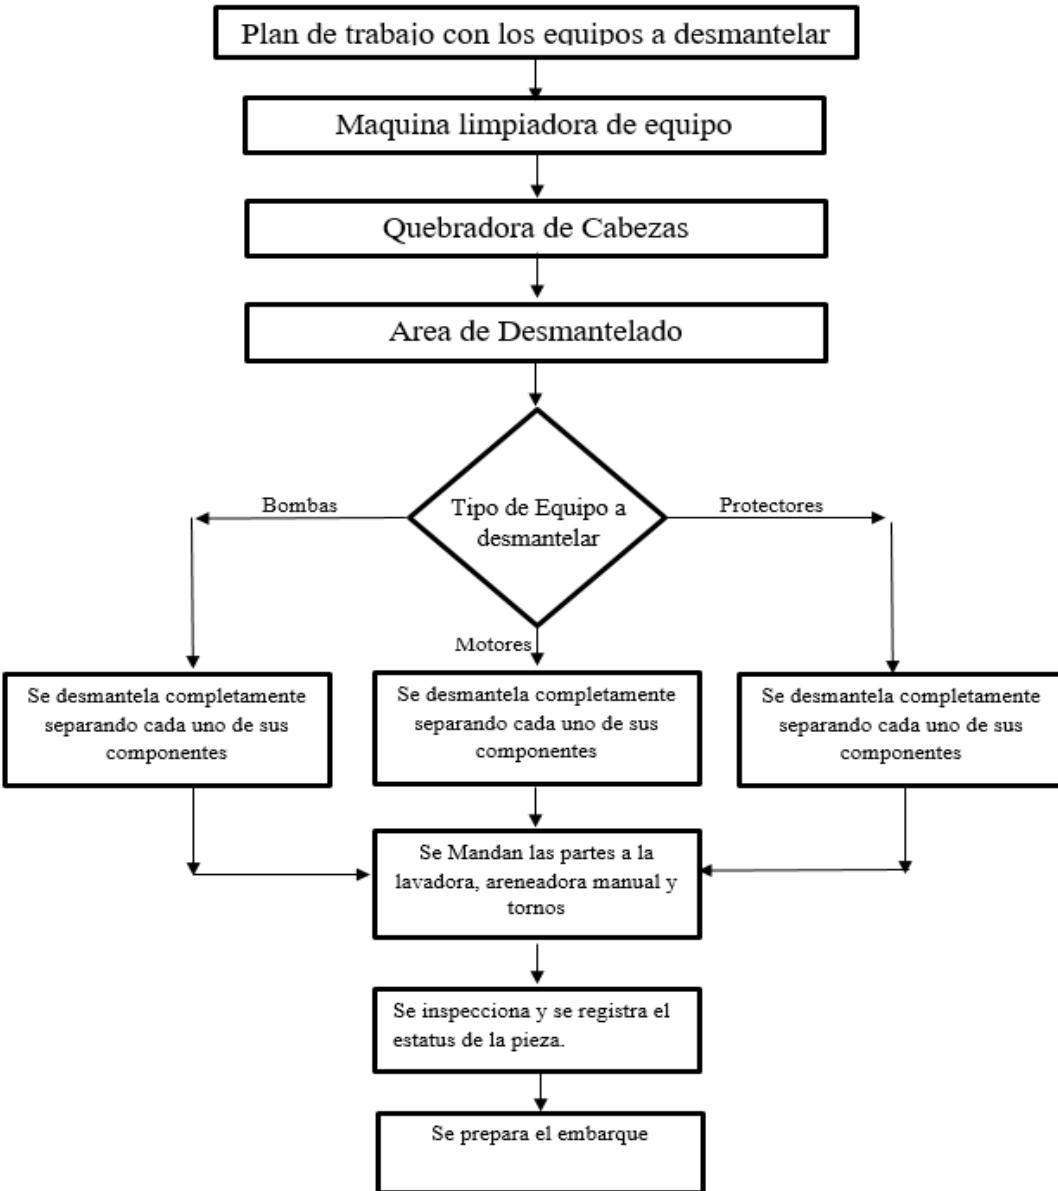 Plan de trabajo con los equipos a desmantelar
Maquina limpiadora de equipo
Quebradora de Cabezas
Area de Desmantelado
Bombas
Tipo de Equipo a
desmantelar
Protectores
Motores
Se desmantela completamente
separando cada uno de sus
componentes
Se desmantela completamente
separando cada uno de sus
componentes
Se desmantela completamente
separando cada uno de sus
componentes
Se Mandan las partes a la
lavadora, areneadora manual y
tornos
Se inspecciona y se registra el
estatus de la pieza.
Se prepara el embarque